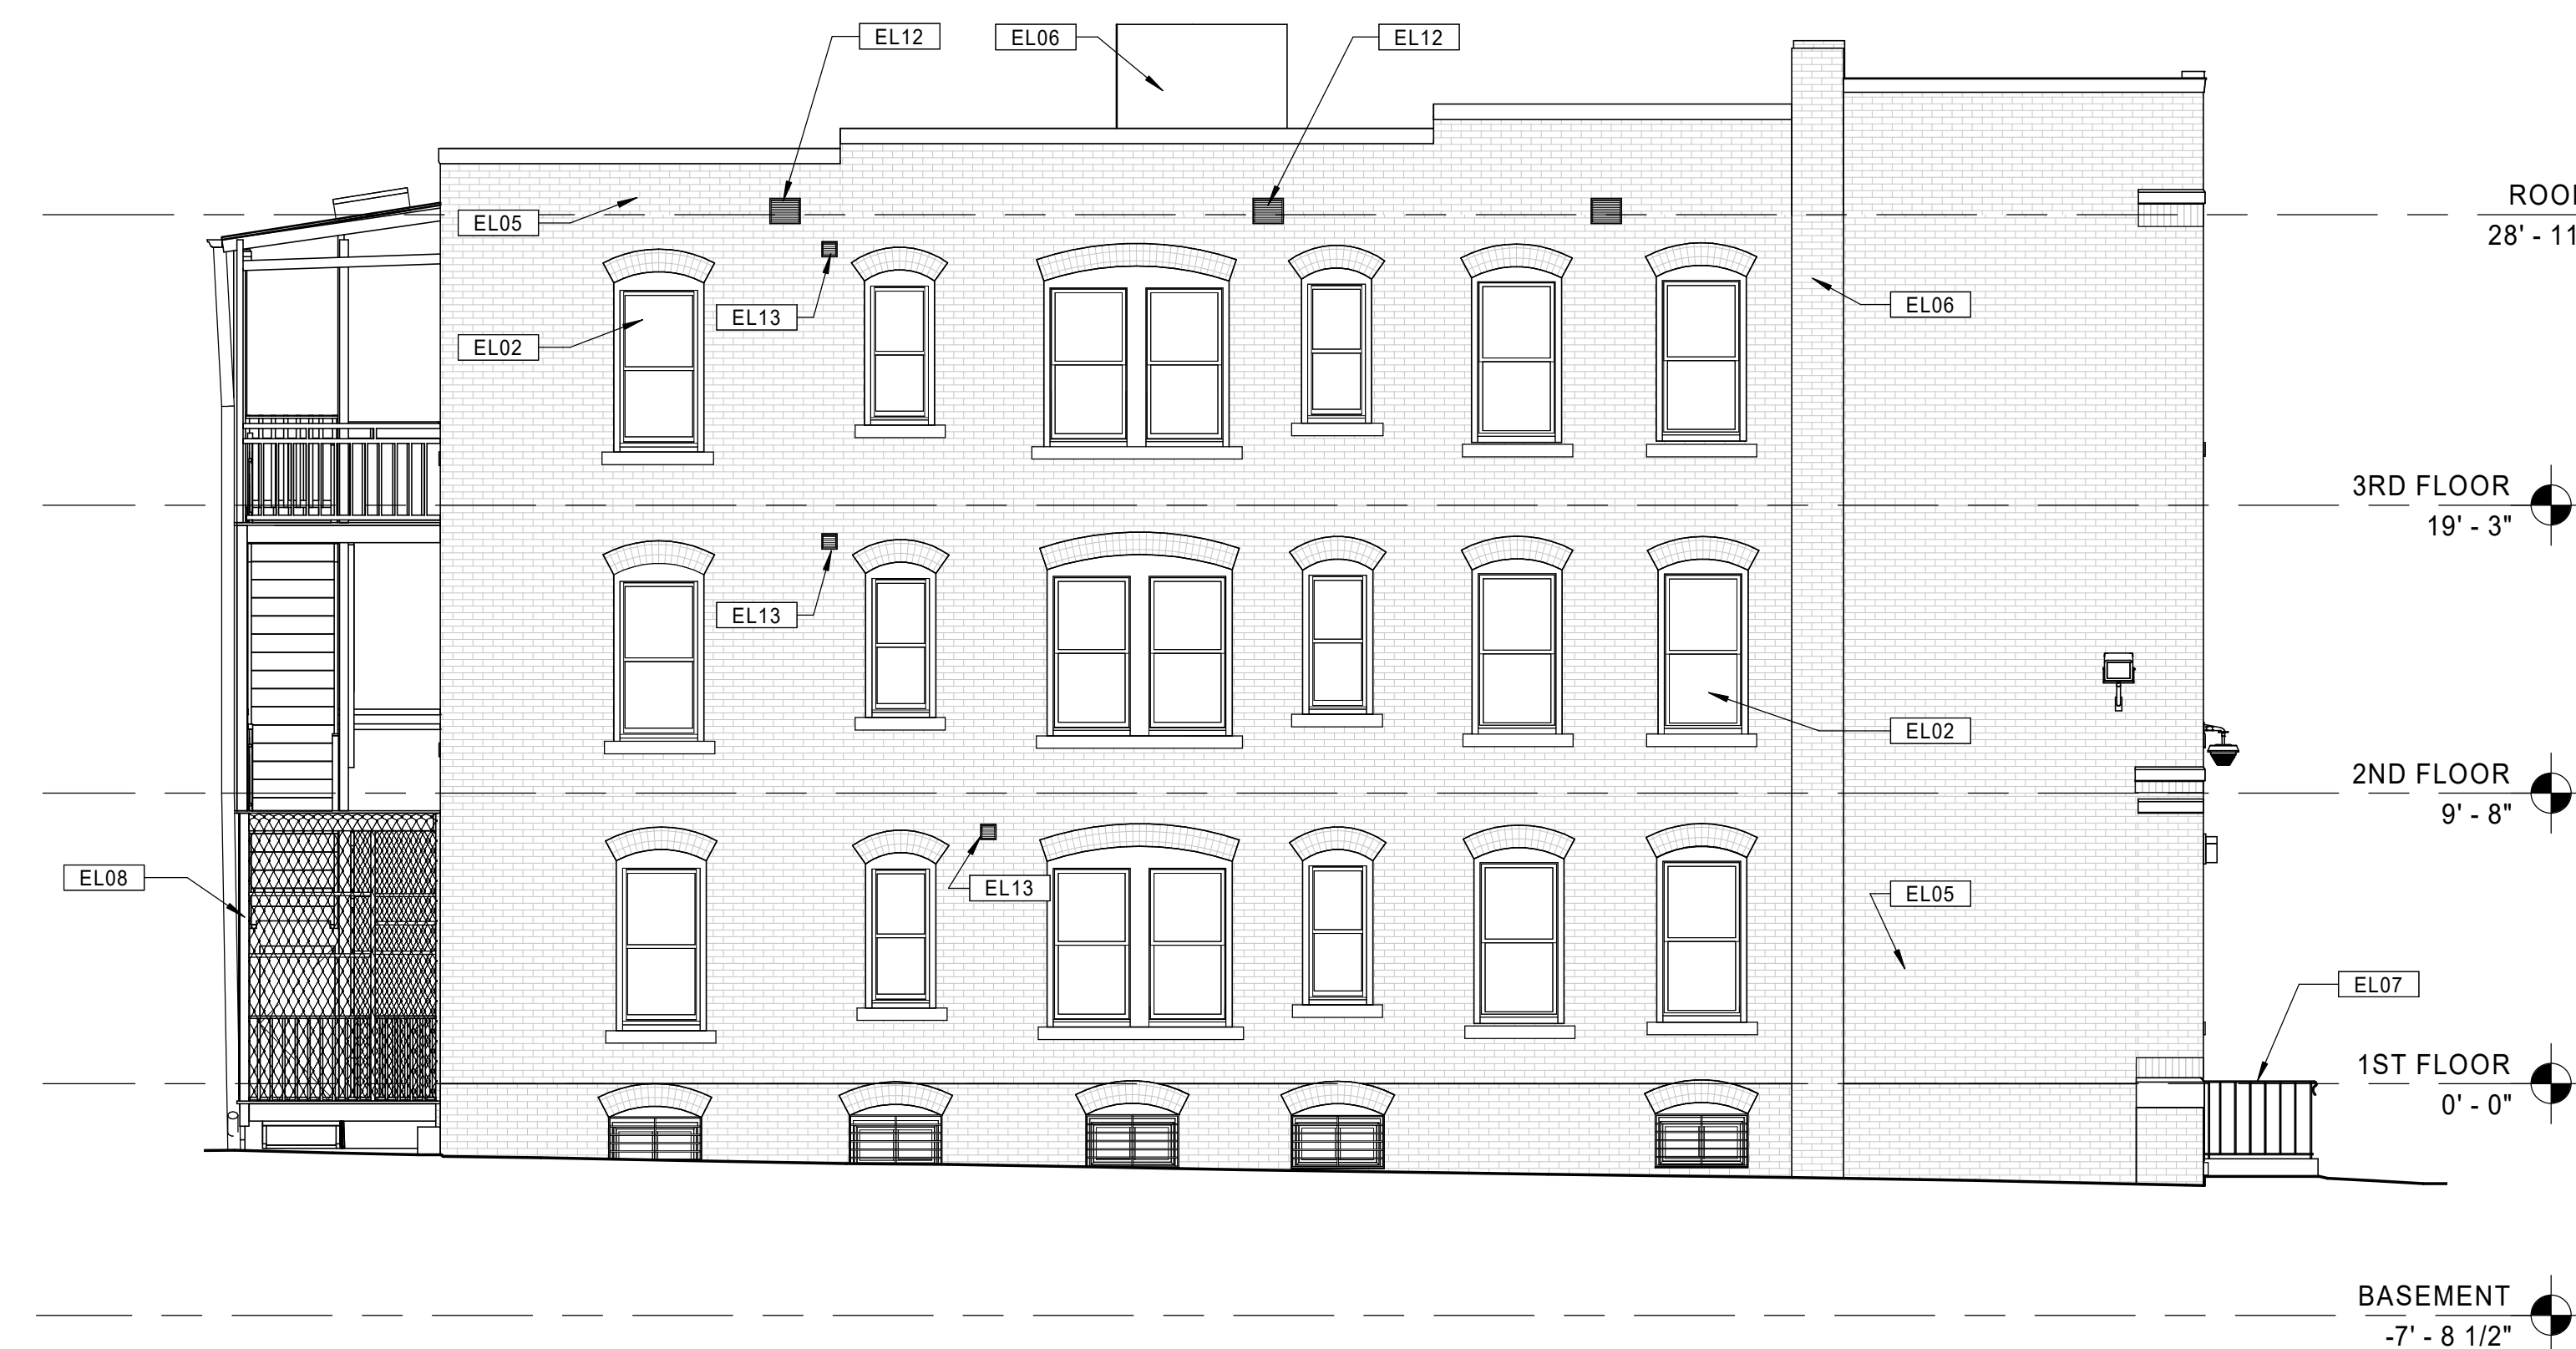 EL12
EL06
EL12
EL05
EL13
EL02
EL06
3RD FLOOR
19' - 3"
EL13
EL02
2ND FLOOR
9' - 8"
EL08
EL13
EL05
EL07
1ST FLOOR
0' - 0"
BASEMENT
-7' - 8 1/2"
28' - 11